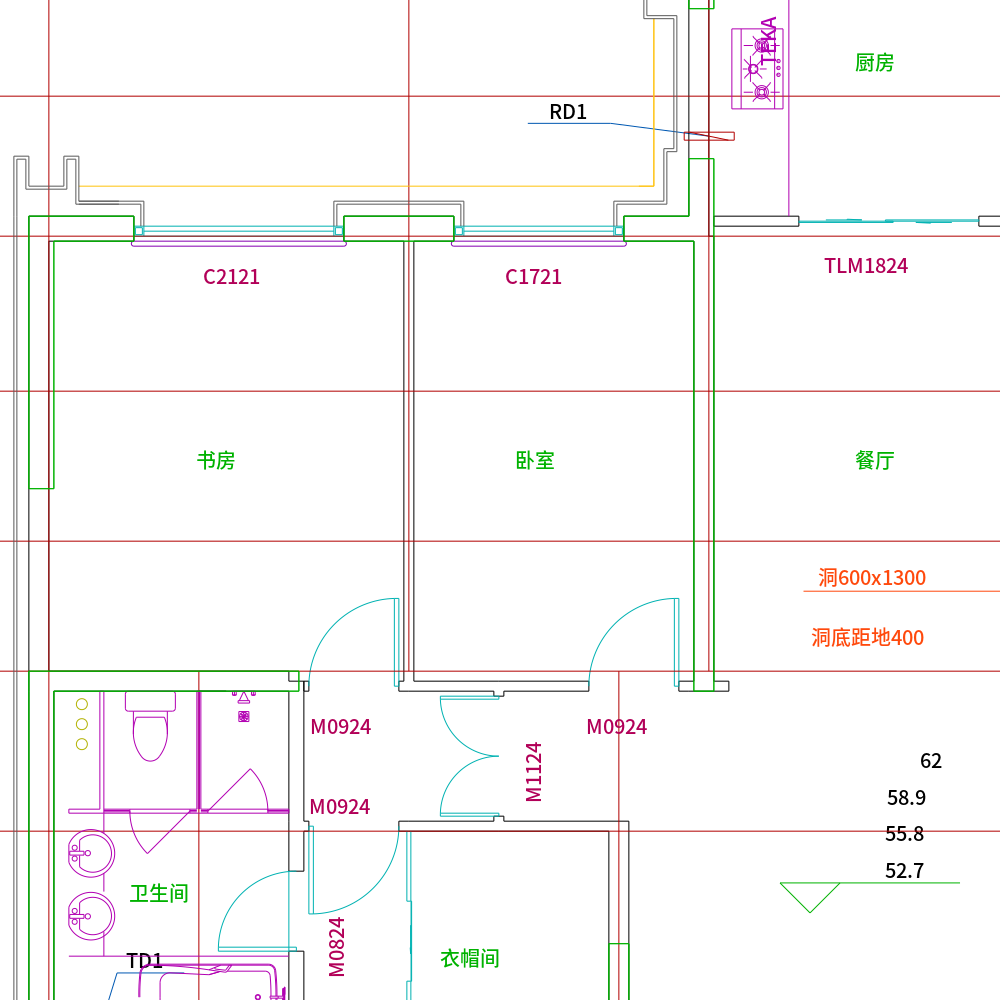 TEKA
厨房
RD1
C2121
C1721
TLM1824
书房
卧室
餐厅
洞600x1300
洞底距地400
M0924
M0924
M1124
62
58.9
M0924
55.8
52.7
卫生间
M0824
衣帽间
TD1